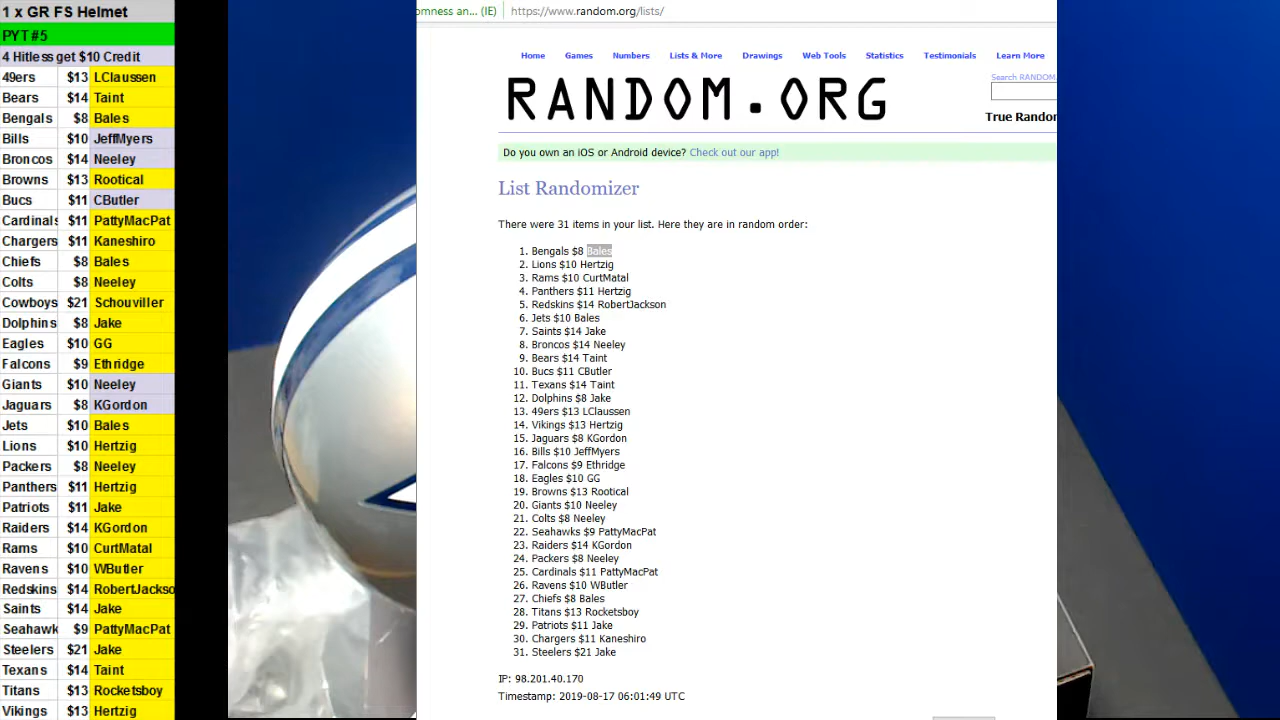 1 x GR FS Helmet
PYT #5
4 Hitless get $10 Credit
49ers $13 LClaussen
Bears $14 Taint
Bengals $8 Bales
Bills $10 JeffMyers
Broncos $14 Neeley
Browns $13 Rootical
Bucs $11 CButler
Cardinals $11 PattyMacPat
Chargers $11 Kaneshiro
Chiefs $8 Bales
Colts $8 Neeley
Cowboys $21 Schouviller
Dolphins $8 Jake
Eagles $10 GG
Falcons $9 Ethridge
Giants $10 Neeley
Jaguars $8 KGordon
Jets $10 Bales
Lions $10 Hertzig
Packers $8 Neeley
Panthers $11 Hertzig
Patriots $11 Jake
Raiders $14 KGordon
Rams $10 CurtMatal
Ravens $10 WButler
Redskins $14 RobertJackso
Saints $14 Jake
Seahawk $9 PattyMacPat
Steelers $21 Jake
Texans $14 Taint
Titans $13 Rocketsboy
Vikings $13 Hertzig
omness an... (IE) https://www.random.org/lists/
Home Games Numbers Lists & More Drawings Web Tools Statistics Testimonials Learn More
Search RANDOM.
RANDOM.ORG
True Random
Do you own an iOS or Android device? Check out our app!
List Randomizer
There were 31 items in your list. Here they are in random order:
1. Bengals $8 Bales
2. Lions $10 Hertzig
3. Rams $10 CurtMatal
4. Panthers $11 Hertzig
5. Redskins $14 RobertJackson
6. Jets $10 Bales
7. Saints $14 Jake
8. Broncos $14 Neeley
9. Bears $14 Taint
10. Bucs $11 CButler
11. Texans $14 Taint
12. Dolphins $8 Jake
13. 49ers $13 LClaussen
14. Vikings $13 Hertzig
15. Jaguars $8 KGordon
16. Bills $10 JeffMyers
17. Falcons $9 Ethridge
18. Eagles $10 GG
19. Browns $13 Rootical
20. Giants $10 Neeley
21. Colts $8 Neeley
22. Seahawks $9 PattyMacPat
23. Raiders $14 KGordon
24. Packers $8 Neeley
25. Cardinals $11 PattyMacPat
26. Ravens $10 WButler
27. Chiefs $8 Bales
28. Titans $13 Rocketsboy
29. Patriots $11 Jake
30. Chargers $11 Kaneshiro
31. Steelers $21 Jake
IP: 98.201.40.170
Timestamp: 2019-08-17 06:01:49 UTC